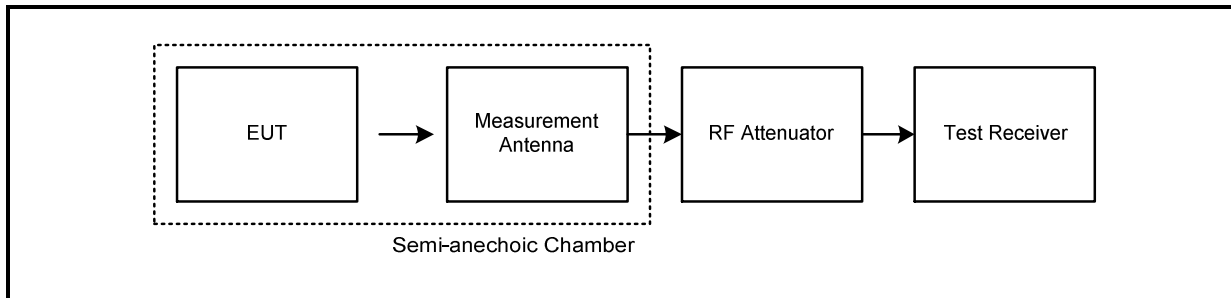 EUT
Measurement
Antenna
RF Attenuator
Test Receiver
Semi-anechoic Chamber